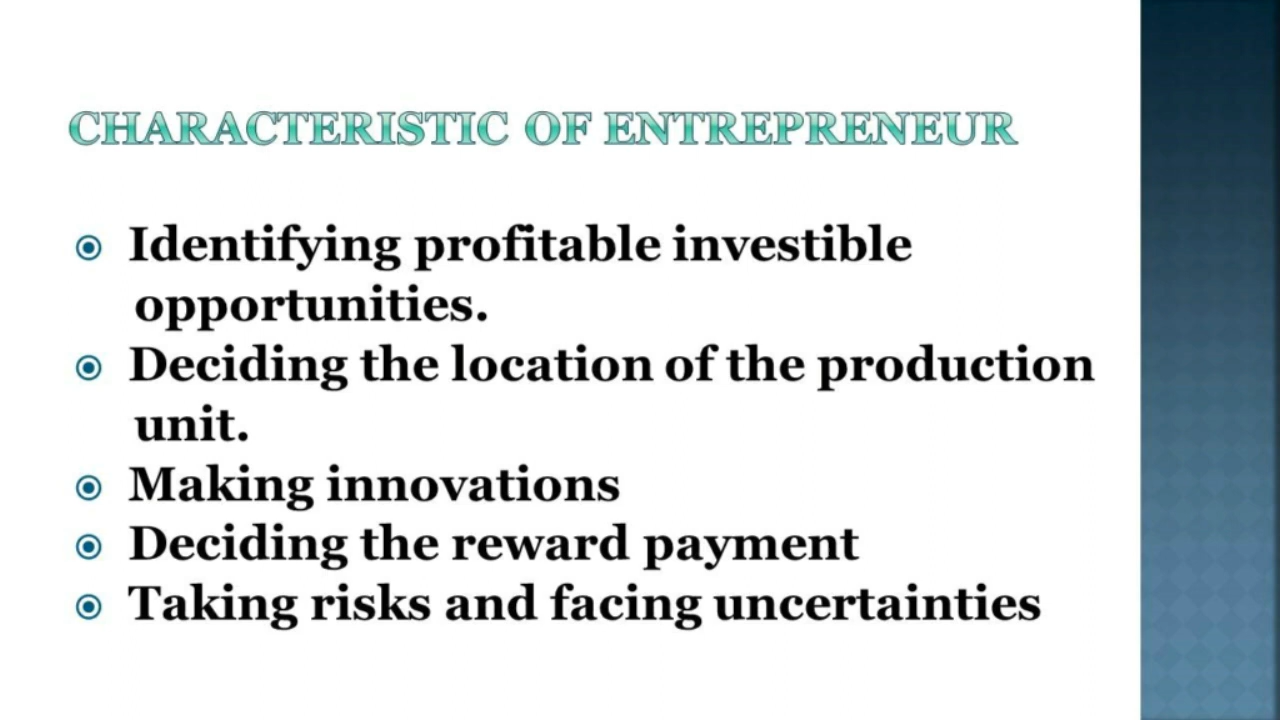 CHARACTERISTIC OF ENTREPRENEUR
Identifying profitable investible
opportunities.
Deciding the location of the production
unit.
Making innovations
Deciding the reward payment
Taking risks and facing uncertainties